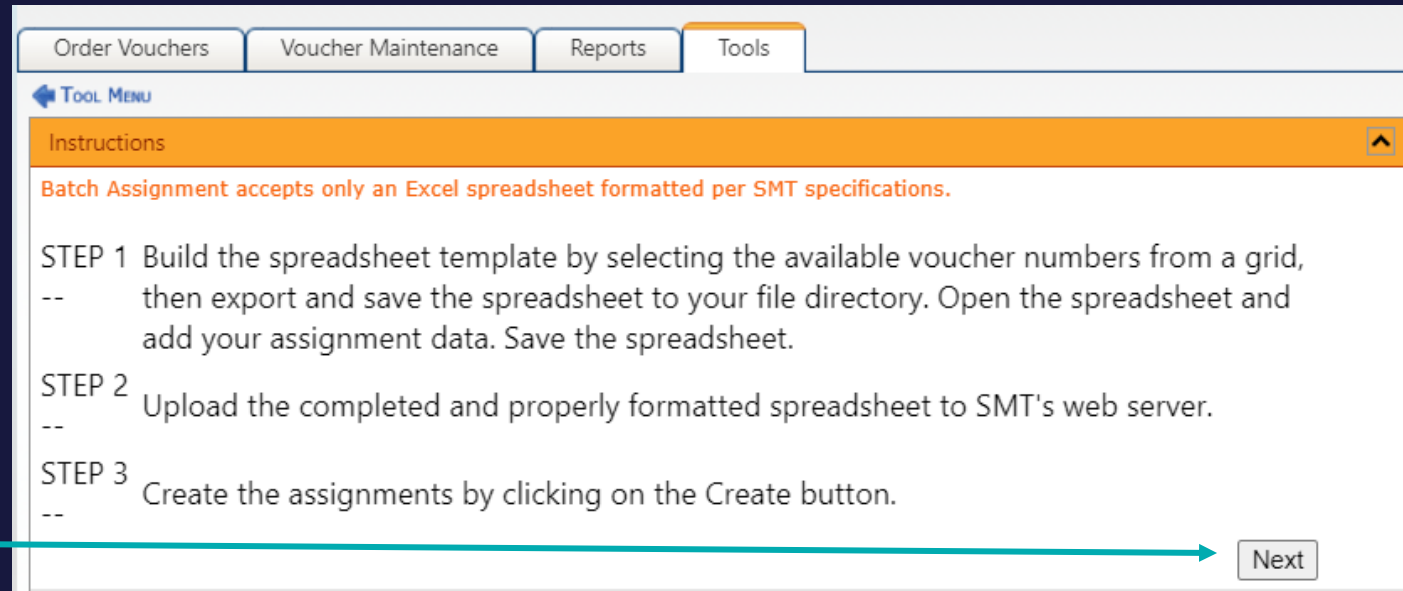 Order Vouchers Voucher Maintenance Reports Tools
TOOL MENU
Instructions
Batch Assignment accepts only an Excel spreadsheet formatted per SMT specifications.
STEP 1 Build the spreadsheet template by selecting the available voucher numbers from a grid,
-- then export and save the spreadsheet to your file directory. Open the spreadsheet and
add your assignment data. Save the spreadsheet.
STEP 2
-- Upload the completed and properly formatted spreadsheet to SMT's web server.
STEP 3
-- Create the assignments by clicking on the Create button.
Next